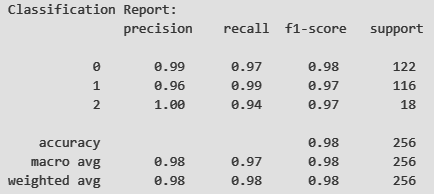 Classification Report:
precision recall f1-score support
0 0.99 0.97 0.98 122
1 0.96 0.99 0.97 116
2 1.00 0.94 0.97 18
accuracy 0.98 256
macro avg 0.98 0.97 0.98 256
weighted avg 0.98 0.98 0.98 256